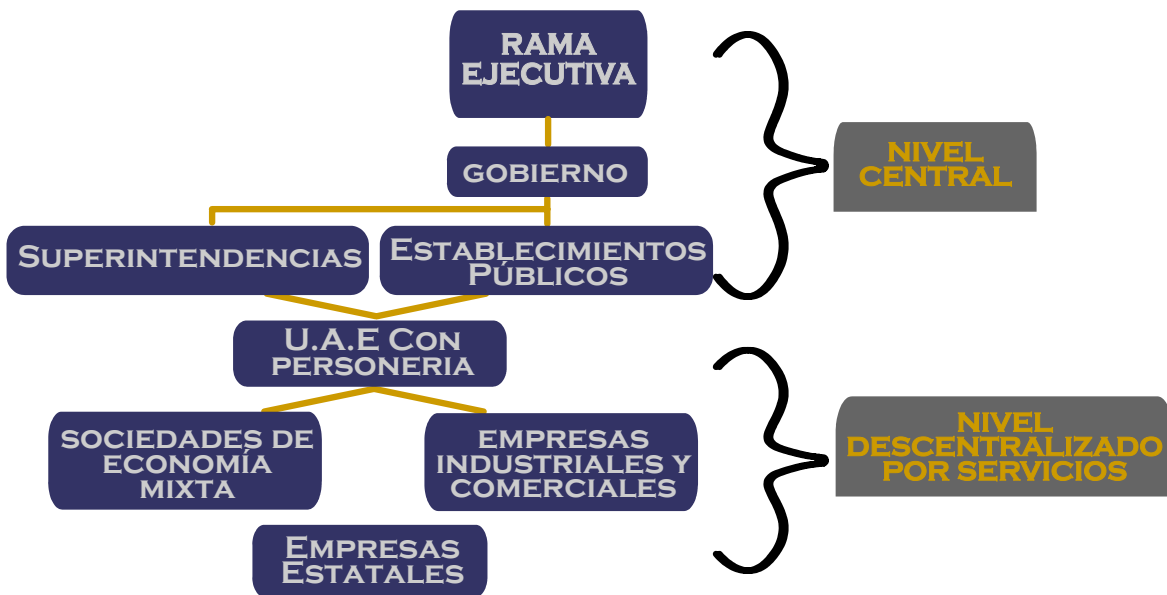 RAMA
EJECUTIVA
GOBIERNO
NIVEL
CENTRAL
SUPERINTENDENCIAS
ESTABLECIMIENTOS
PÚBLICOS
U.A.E CON
PERSONERIA
SOCIEDADES DE
ECONOMÍA
MIXTA
EMPRESAS
INDUSTRIALES Y
COMERCIALES
NIVEL
DESCENTRALIZADO
POR SERVICIOS
EMPRESAS
ESTATALES